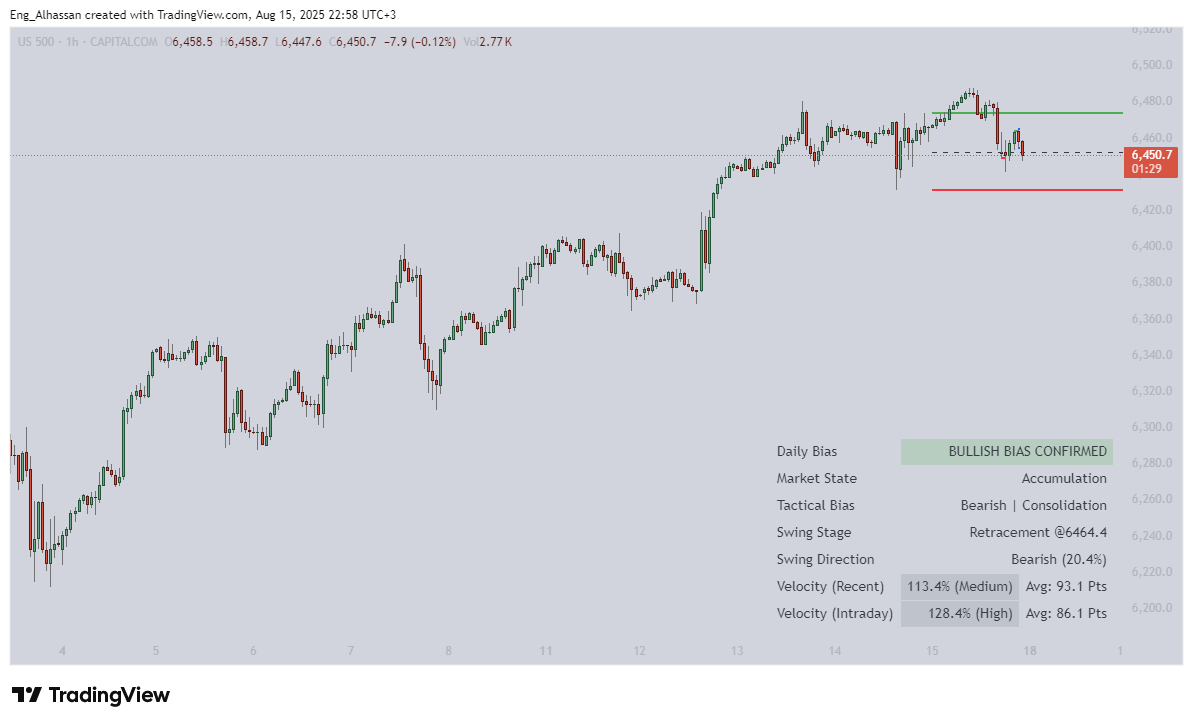 Eng_Alhassan created with TradingView.com, Aug 15, 2025 22:58 UTC+3
US 500 · 1h · CAPITALCOM O6,458.5 H6,458.7 L6,447.6 C6,450.7 −7.9 (−0.12%) Vol2.77 K
6,520.0
6,500.0
6,480.0
6,460.0
6,450.7
01:29
6,420.0
6,400.0
6,380.0
6,360.0
6,340.0
6,320.0
6,300.0
6,280.0
6,260.0
6,240.0
6,220.0
6,200.0
Daily Bias BULLISH BIAS CONFIRMED
Market State Accumulation
Tactical Bias Bearish | Consolidation
Swing Stage Retracement @6464.4
Swing Direction Bearish (20.4%)
Velocity (Recent) 113.4% (Medium) Avg: 93.1 Pts
Velocity (Intraday) 128.4% (High) Avg: 86.1 Pts
4 5 6 7 8 11 12 13 14 15 18 1
TradingView